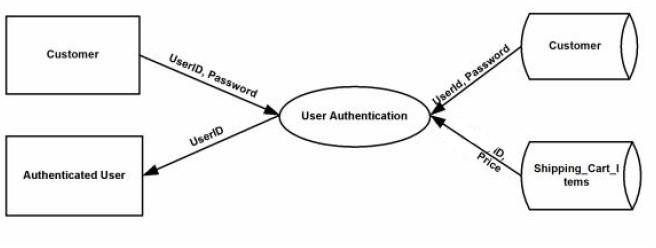 Customer
UserID, Password
User Authentication
UserId, Password
Customer
Authenticated User
UserID
iD,
Price
Shipping_Cart_I
tems